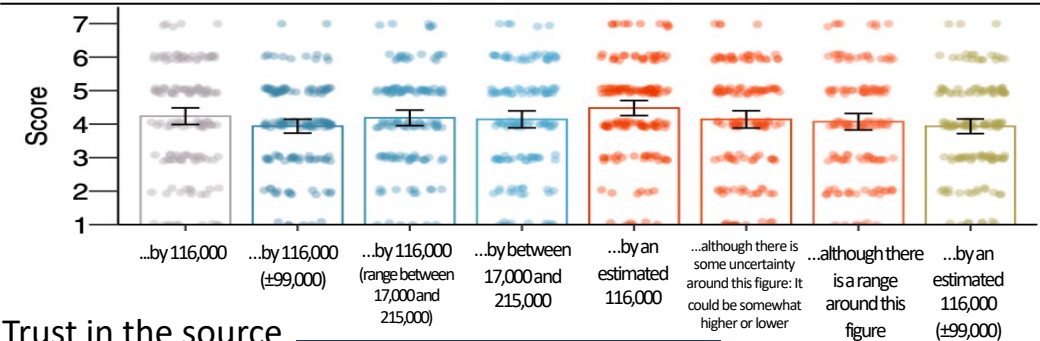 7
6
5
4
3
2
1
Score
...by 116,000
...by 116,000
(±99,000)
...by 116,000
(range between
17,000 and
215,000)
...by between
17,000 and
215,000
...by an
estimated
116,000
...although there is
some uncertainty
around this figure: It
could be somewhat
higher or lower
...although there
is a range
around this
figure
...by an
estimated
116,000
(±99,000)
Trust in the source